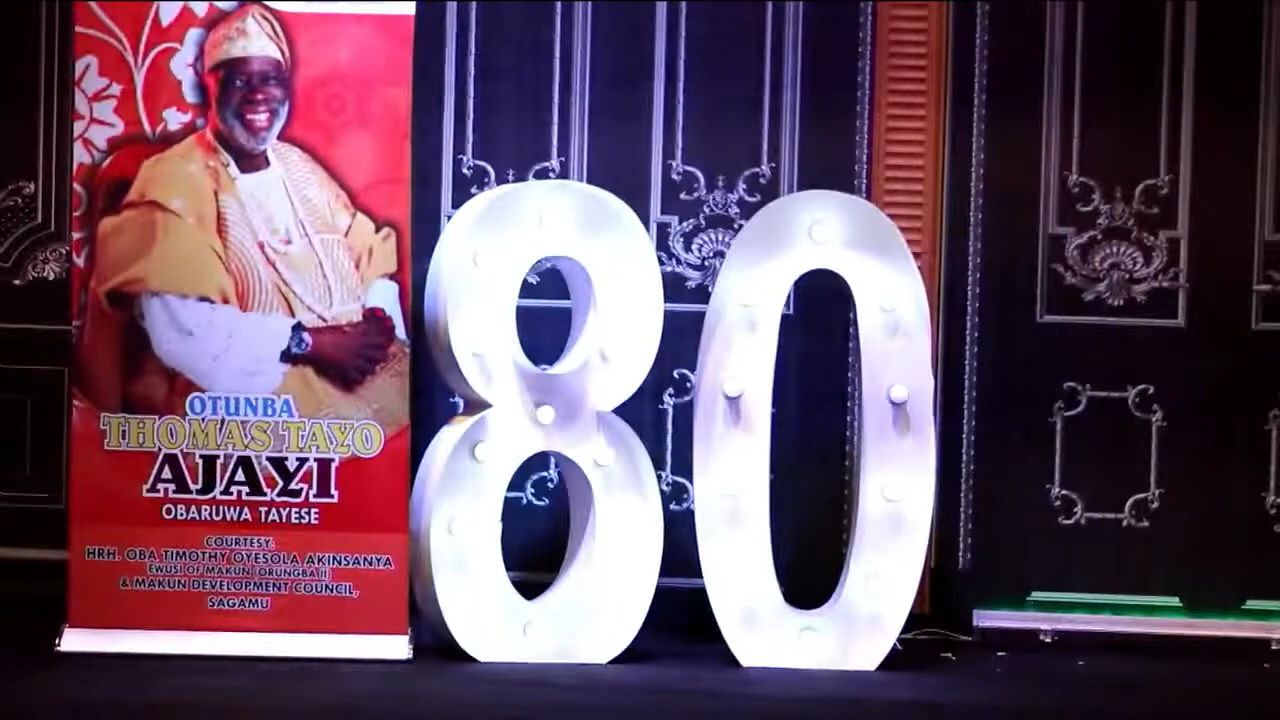 OTUNBA
THOMAS TAYO
AJAYI
OBARUWA TAYESE
COURTESY:
HRH. OBA TIMOTHY OYESOLA AKINSANYA
EWUSI OF MAKUN (ORUNGBA II)
& MAKUN DEVELOPMENT COUNCIL,
SAGAMU
80